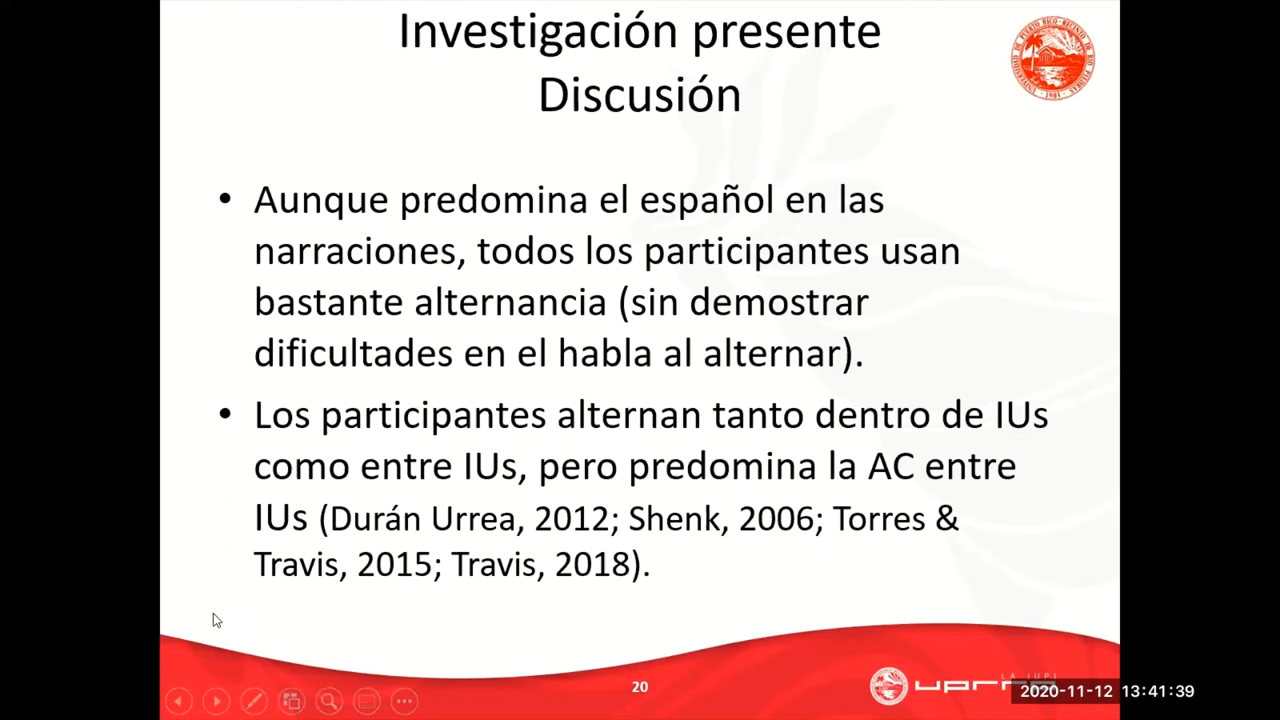 Investigación presente
Discusión
• Aunque predomina el español en las
narraciones, todos los participantes usan
bastante alternancia (sin demostrar
dificultades en el habla al alternar).
• Los participantes alternan tanto dentro de IUs
como entre IUs, pero predomina la AC entre
IUs (Durán Urrea, 2012; Shenk, 2006; Torres &
Travis, 2015; Travis, 2018).
20
LA IUPI
2020-11-12 13:41:39